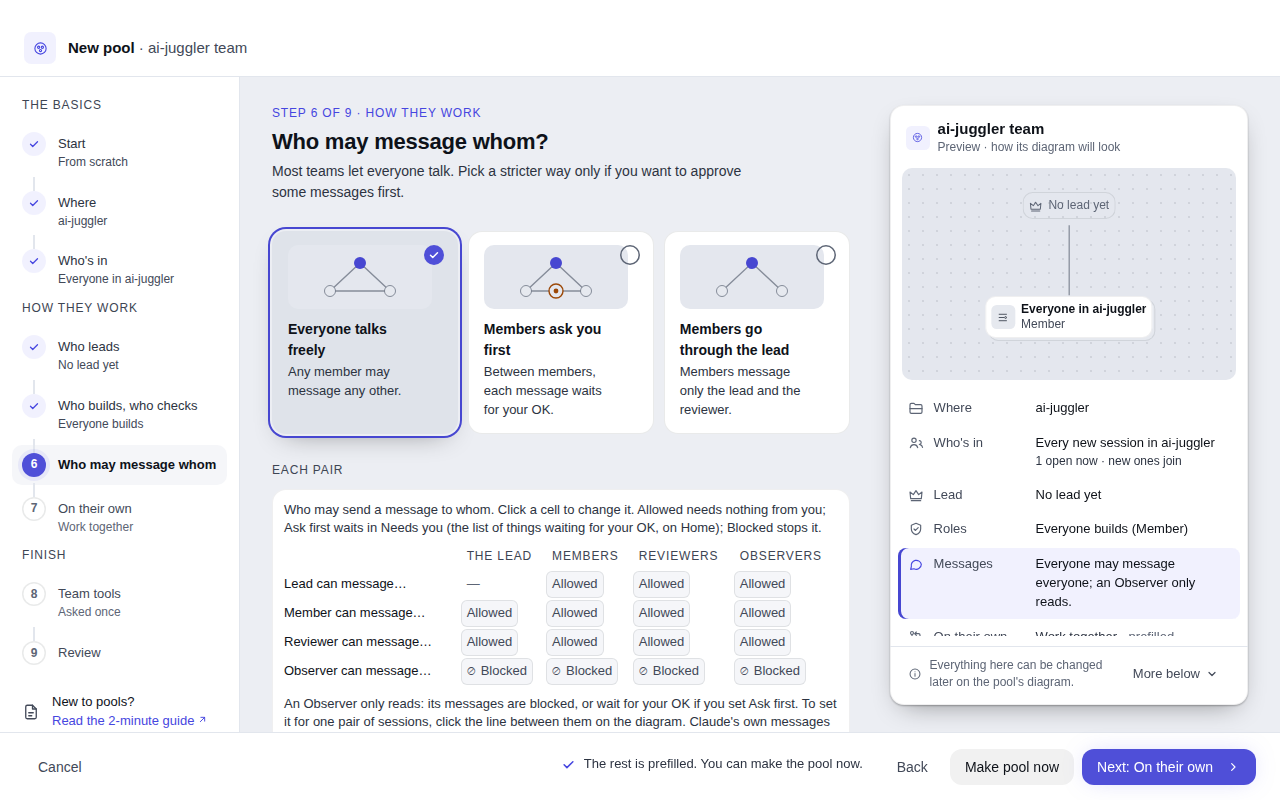 New pool · ai-juggler team
THE BASICS
Start
From scratch
Where
ai-juggler
Who's in
Everyone in ai-juggler
HOW THEY WORK
Who leads
No lead yet
Who builds, who checks
Everyone builds
6 Who may message whom
7 On their own
Work together
FINISH
8 Team tools
Asked once
9 Review
New to pools?
Read the 2-minute guide
STEP 6 OF 9 · HOW THEY WORK
Who may message whom?
Most teams let everyone talk. Pick a stricter way only if you want to approve
some messages first.
Everyone talks
freely
Any member may
message any other.
Members ask you
first
Between members,
each message waits
for your OK.
Members go
through the lead
Members message
only the lead and the
reviewer.
EACH PAIR
Who may send a message to whom. Click a cell to change it. Allowed needs nothing from you;
Ask first waits in Needs you (the list of things waiting for your OK, on Home); Blocked stops it.
THE LEAD MEMBERS REVIEWERS OBSERVERS
Lead can message… — Allowed Allowed Allowed
Member can message… Allowed Allowed Allowed Allowed
Reviewer can message… Allowed Allowed Allowed Allowed
Observer can message… Blocked Blocked Blocked Blocked
An Observer only reads: its messages are blocked, or wait for your OK if you set Ask first. To set
it for one pair of sessions, click the line between them on the diagram. Claude's own messages
ai-juggler team
Preview · how its diagram will look
No lead yet
Everyone in ai-juggler
Member
Where ai-juggler
Who's in Every new session in ai-juggler
1 open now · new ones join
Lead No lead yet
Roles Everyone builds (Member)
Messages Everyone may message
everyone; an Observer only
reads.
On their own Work together · prefilled
Everything here can be changed
later on the pool's diagram.
More below
Cancel
The rest is prefilled. You can make the pool now.
Back
Make pool now
Next: On their own